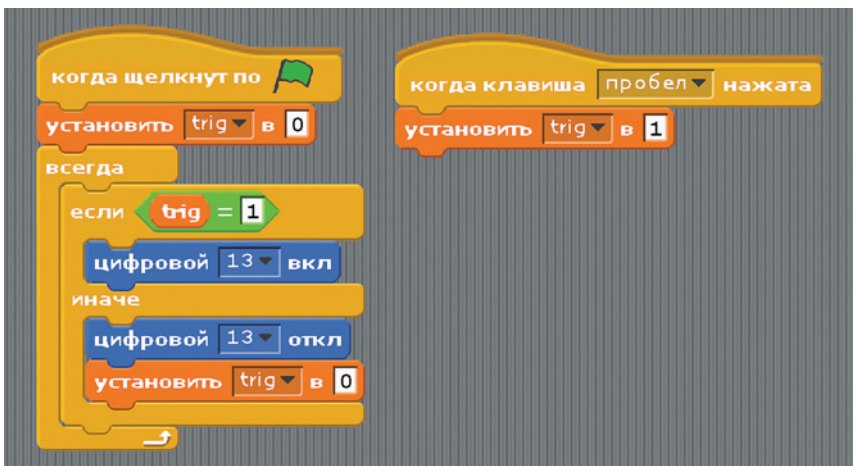 когда щелкнут по
установить trig в 0
всегда
если trig = 1
цифровой 13 вкл
иначе
цифровой 13 откл
установить trig в 0
когда клавиша пробел нажата
установить trig в 1